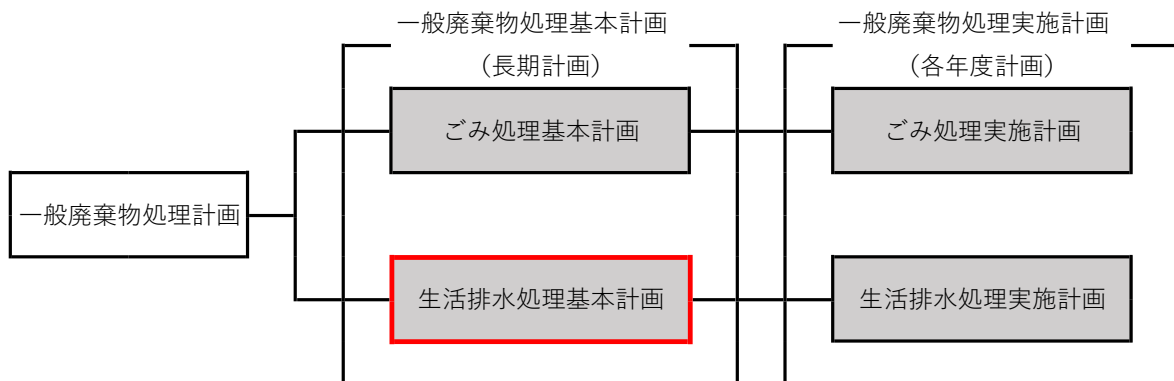 一般廃棄物処理基本計画
（長期計画）
一般廃棄物処理実施計画
（各年度計画）
ごみ処理基本計画
ごみ処理実施計画
一般廃棄物処理計画
生活排水処理基本計画
生活排水処理実施計画